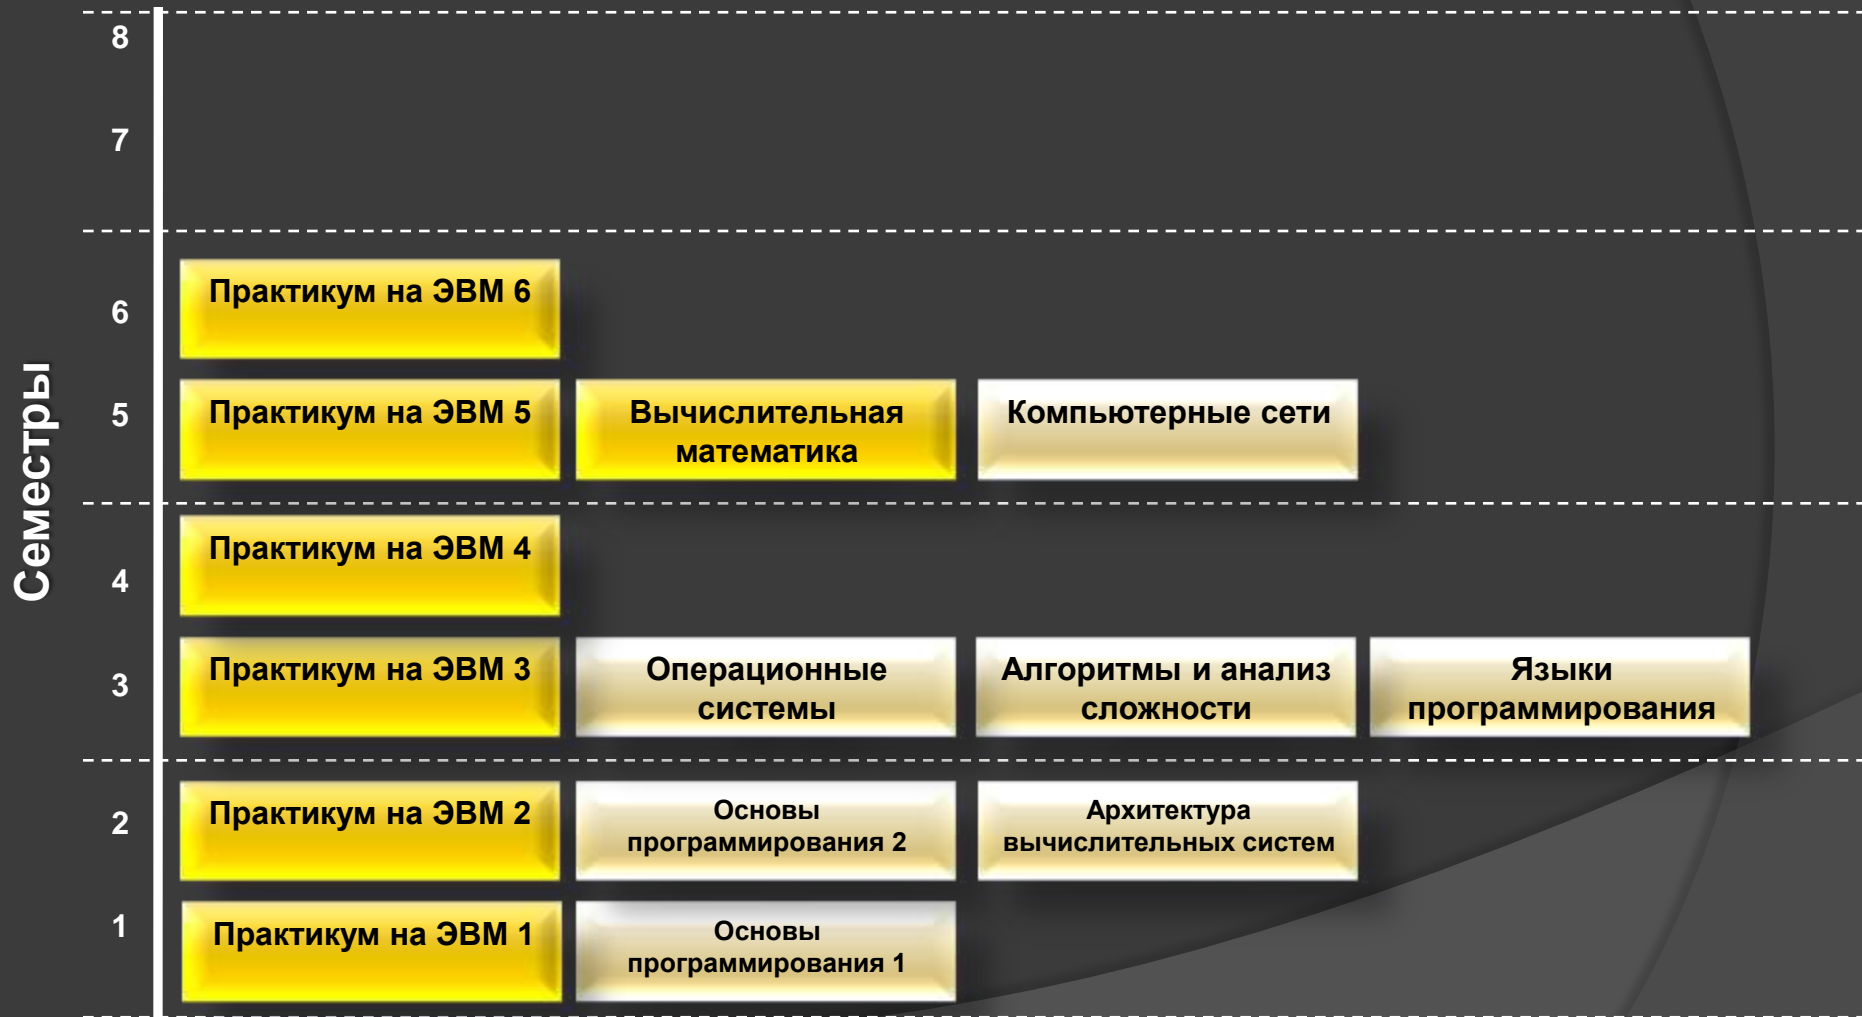 Семестры
8
7
6
Практикум на ЭВМ 6
5
Практикум на ЭВМ 5
Вычислительная
математика
Компьютерные сети
4
Практикум на ЭВМ 4
3
Практикум на ЭВМ 3
Операционные
системы
Алгоритмы и анализ
сложности
Языки
программирования
2
Практикум на ЭВМ 2
Основы
программирования 2
Архитектура
вычислительных систем
1
Практикум на ЭВМ 1
Основы
программирования 1